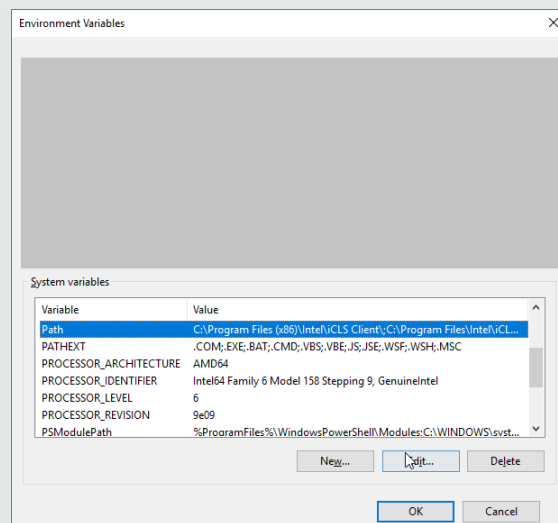 Environment Variables
System variables
Variable Value
Path C:\Program Files (x86)\Intel\iCLS Client\;C:\Program Files\Intel\iCL...
PATHEXT .COM;.EXE;.BAT;.CMD;.VBS;.VBE;.JS;.JSE;.WSF;.WSH;.MSC
PROCESSOR_ARCHITECTURE AMD64
PROCESSOR_IDENTIFIER Intel64 Family 6 Model 158 Stepping 9, GenuineIntel
PROCESSOR_LEVEL 6
PROCESSOR_REVISION 9e09
PSModulePath %ProgramFiles%\WindowsPowerShell\Modules;C:\WINDOWS\syst...
New... Edit... Delete
OK Cancel